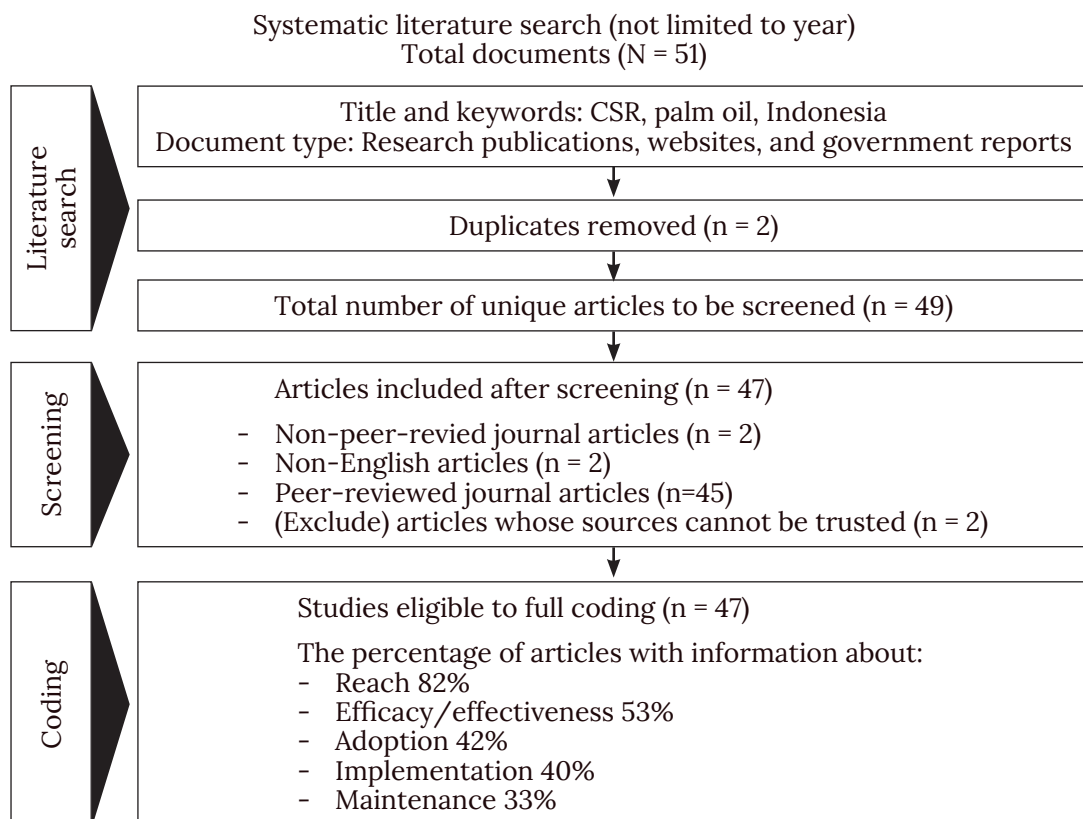 Systematic literature search (not limited to year)
Total documents (N = 51)
Literature
search
Title and keywords: CSR, palm oil, Indonesia
Document type: Research publications, websites, and government reports
Duplicates removed (n = 2)
Total number of unique articles to be screened (n = 49)
Screening
Articles included after screening (n = 47)
- Non-peer-revied journal articles (n = 2)
- Non-English articles (n = 2)
- Peer-reviewed journal articles (n=45)
- (Exclude) articles whose sources cannot be trusted (n = 2)
Coding
Studies eligible to full coding (n = 47)
The percentage of articles with information about:
- Reach 82%
- Efficacy/effectiveness 53%
- Adoption 42%
- Implementation 40%
- Maintenance 33%